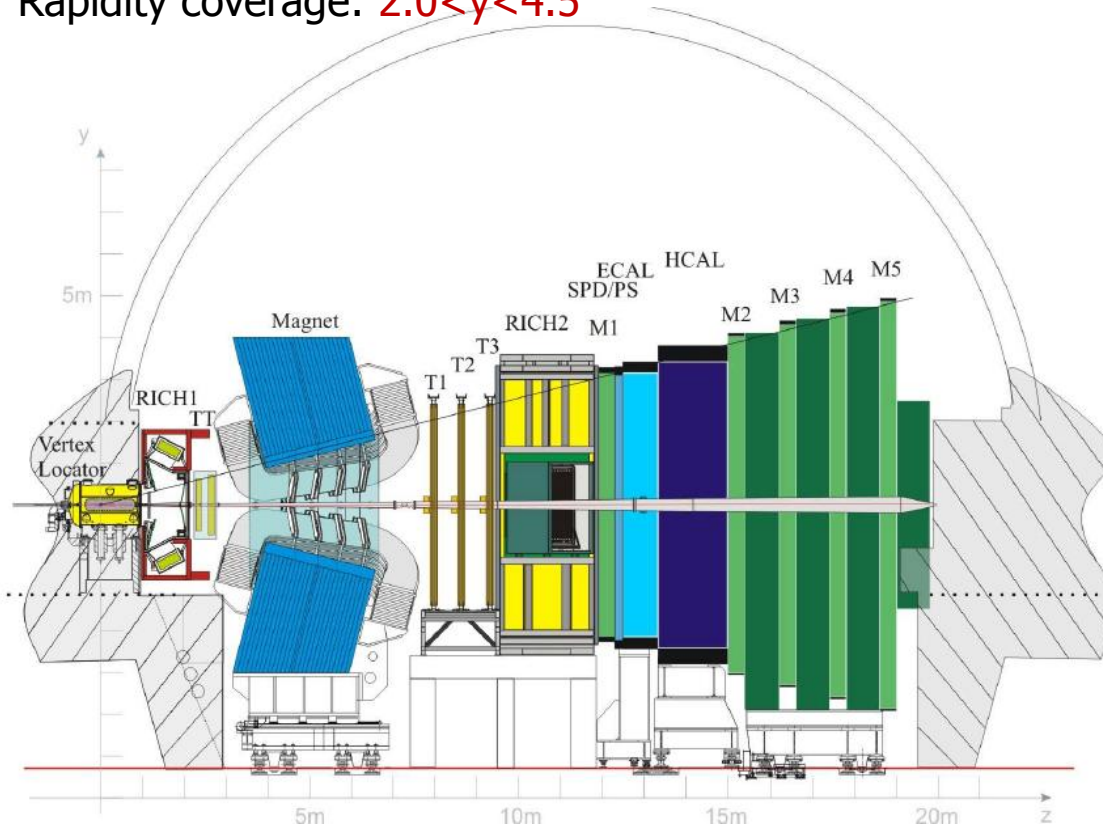 Rapidity coverage: 2.0<y<4.5
y
5m
HCAL
ECAL
SPD/PS
M5
M4
M3
M2
M1
RICH2
Magnet
T3
T2
T1
RICH1
TT
Vertex
Locator
5m
10m
15m
20m
z